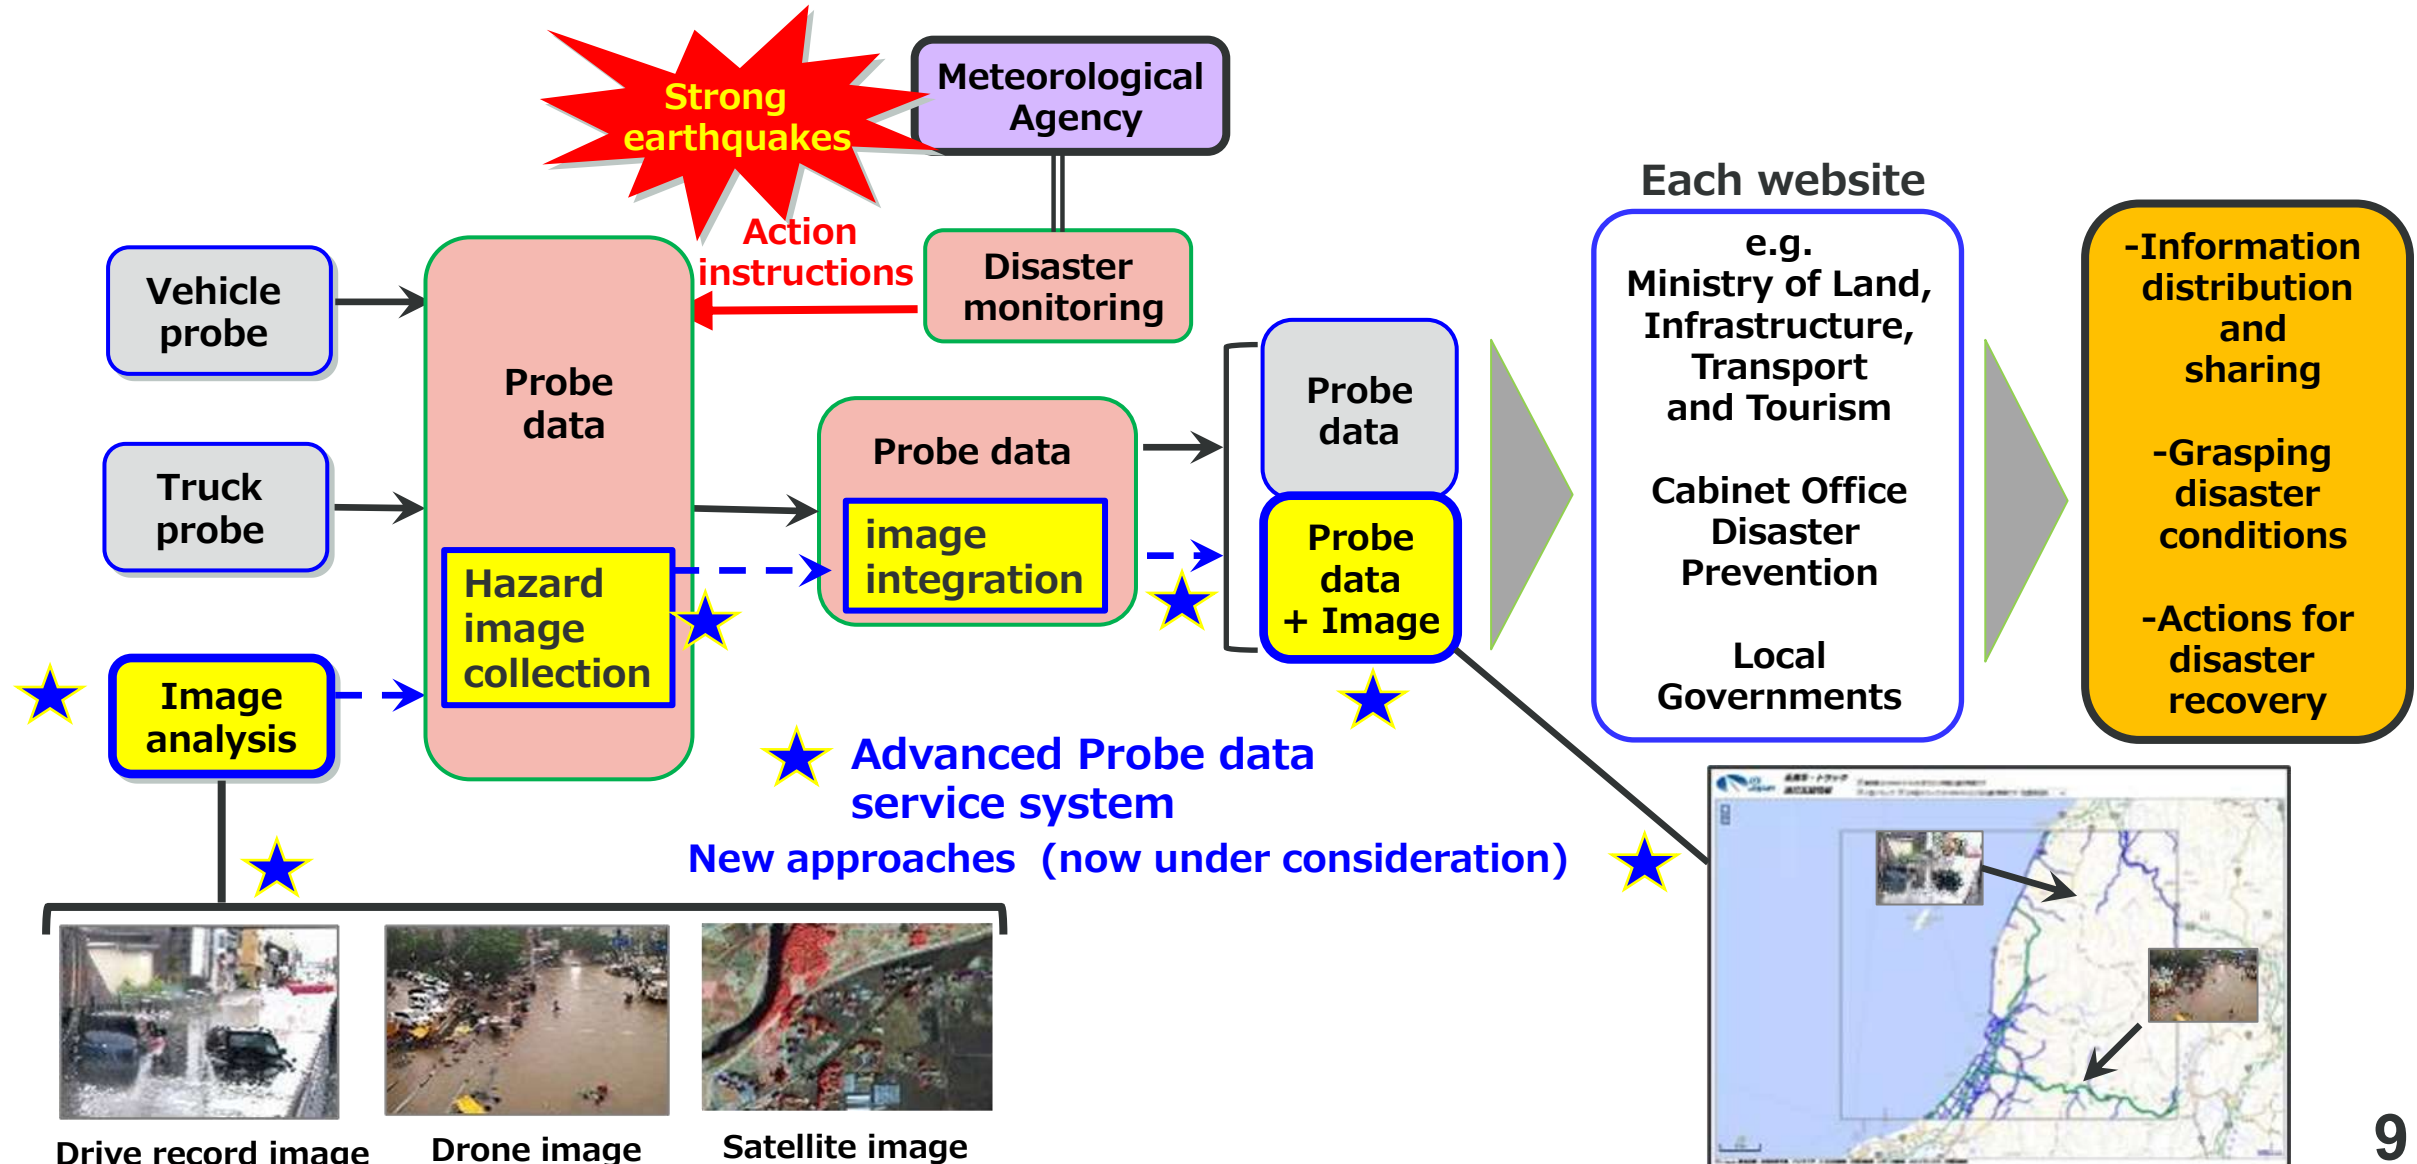 Strong
earthquakes
Meteorological
Agency
Action
instructions
Disaster
monitoring
Vehicle
probe
Truck
probe
Image
analysis
Probe
data
Hazard
image
collection
Probe data
image
integration
Probe
data
Probe
data
+ Image
Each website
e.g.
Ministry of Land,
Infrastructure,
Transport
and Tourism
Cabinet Office
Disaster
Prevention
Local
Governments
-Information
distribution
and
sharing
-Grasping
disaster
conditions
-Actions for
disaster
recovery
Advanced Probe data
service system
New approaches (now under consideration)
Drive record image
Drone image
Satellite image
9